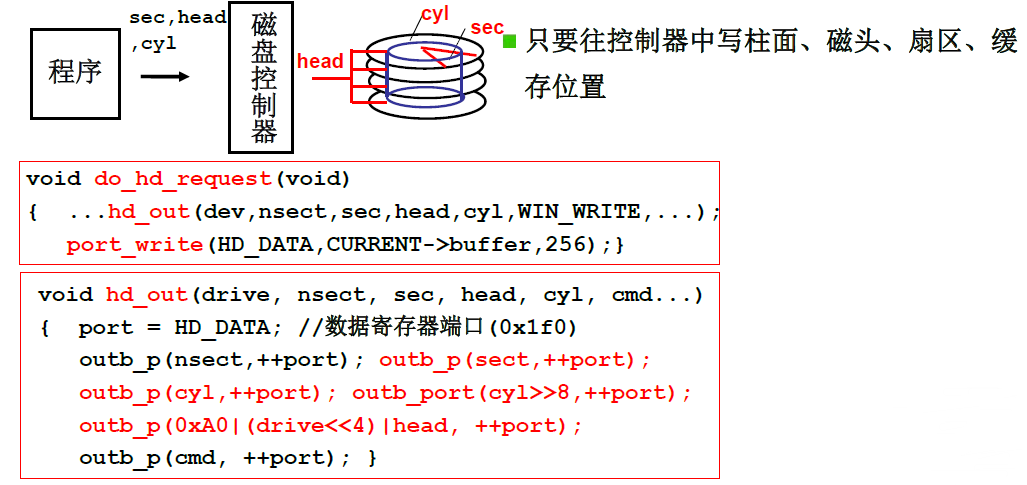 sec,head
,cyl
程序
磁盘控制器
cyl
sec
head
只要往控制器中写柱面、磁头、扇区、缓
存位置
void do_hd_request(void)
{ ...hd_out(dev,nsect,sec,head,cyl,WIN_WRITE,...);
port_write(HD_DATA,CURRENT->buffer,256);}
void hd_out(drive, nsect, sec, head, cyl, cmd...)
{ port = HD_DATA; //数据寄存器端口(0x1f0)
outb_p(nsect,++port); outb_p(sect,++port);
outb_p(cyl,++port); outb_port(cyl>>8,++port);
outb_p(0xA0|(drive<<4)|head, ++port);
outb_p(cmd, ++port); }